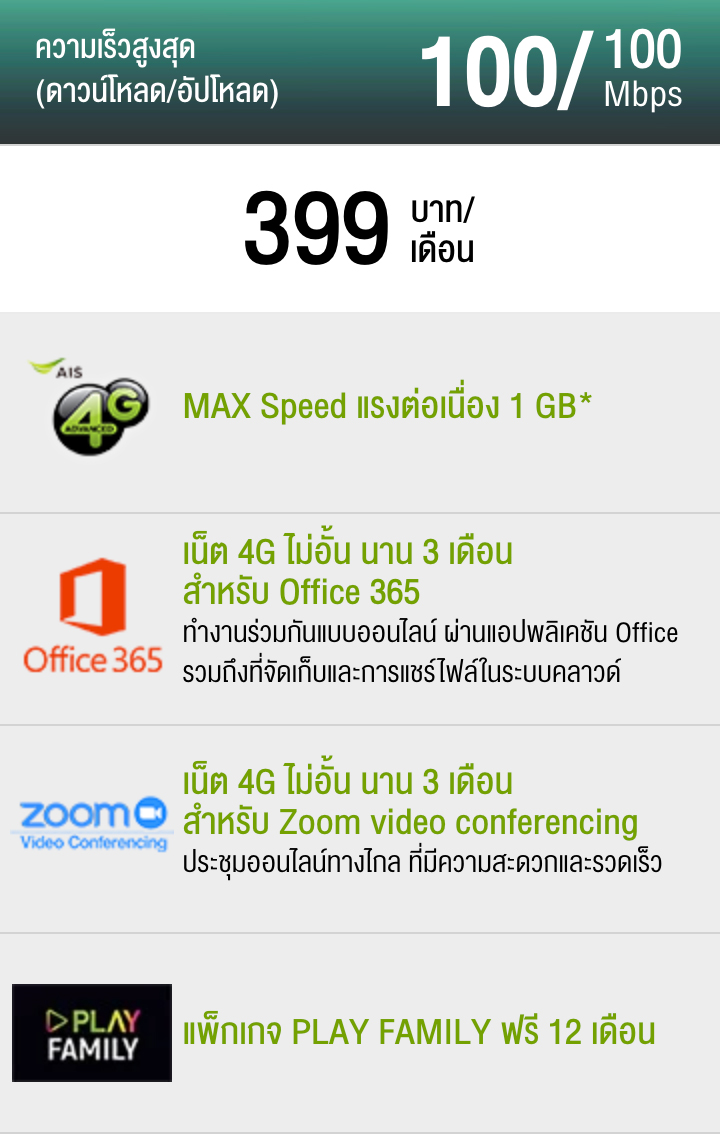 ความเร็วสูงสุด
(ดาวน์โหลด/อัปโหลด)
100/100
Mbps
399 บาท/
เดือน
AIS
4G
ADVANCED
MAX Speed แรงต่อเนื่อง 1 GB*
เน็ต 4G ไม่อั้น นาน 3 เดือน
สำหรับ Office 365
ทำงานร่วมกันแบบออนไลน์ ผ่านแอปพลิเคชัน Office
รวมถึงที่จัดเก็บและการแชร์ไฟล์ในระบบคลาวด์
Office 365
เน็ต 4G ไม่อั้น นาน 3 เดือน
สำหรับ Zoom video conferencing
ประชุมออนไลน์ทางไกล ที่มีความสะดวกและรวดเร็ว
zoom
Video Conferencing
PLAY
FAMILY
แพ็กเกจ PLAY FAMILY ฟรี 12 เดือน